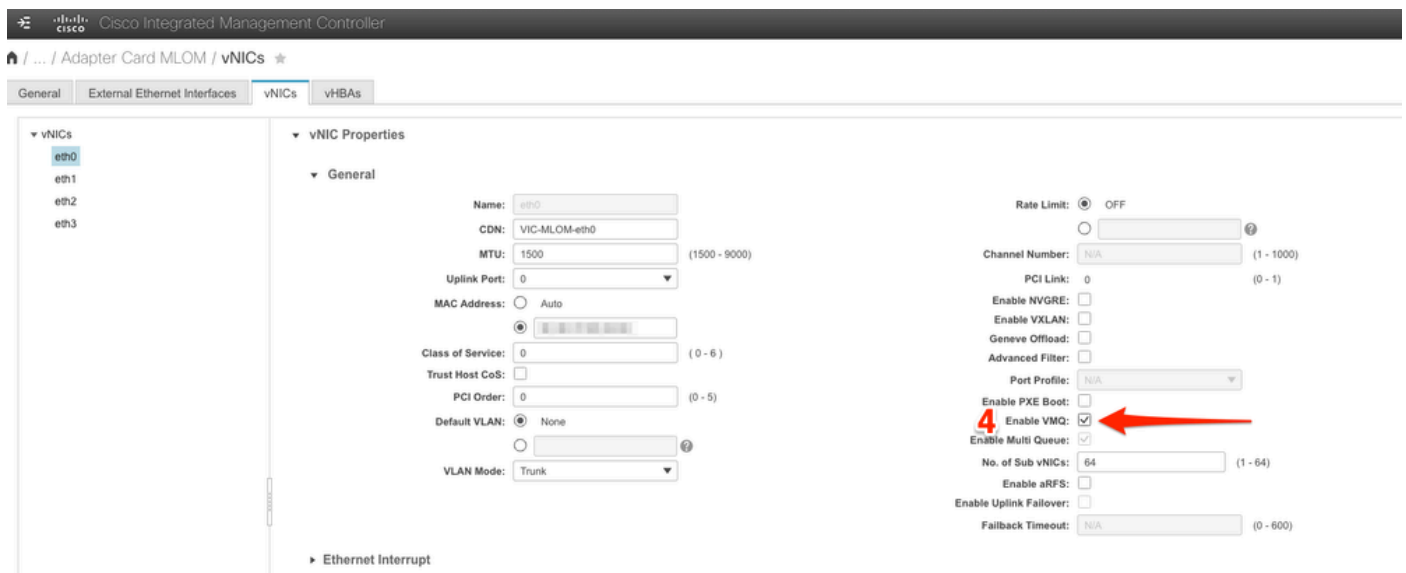 cisco Cisco Integrated Management Controller
/ ... / Adapter Card MLOM / vNICs
General External Ethernet Interfaces vNICs vHBAs
vNICs
eth0
eth1
eth2
eth3
vNIC Properties
General
Name: eth0
CDN: VIC-MLOM-eth0
MTU: 1500 (1500 - 9000)
Uplink Port: 0
MAC Address: Auto
Class of Service: 0 ( 0 - 6 )
Trust Host CoS:
PCI Order: 0 (0 - 5)
Default VLAN: None
?
VLAN Mode: Trunk
Rate Limit: OFF
?
Channel Number: N/A (1 - 1000)
PCI Link: 0 (0 - 1)
Enable NVGRE:
Enable VXLAN:
Geneve Offload:
Advanced Filter:
Port Profile: N/A
Enable PXE Boot:
4 Enable VMQ:
Enable Multi Queue:
No. of Sub vNICs: 64 (1 - 64)
Enable aRFS:
Enable Uplink Failover:
Failback Timeout: N/A (0 - 600)
Ethernet Interrupt